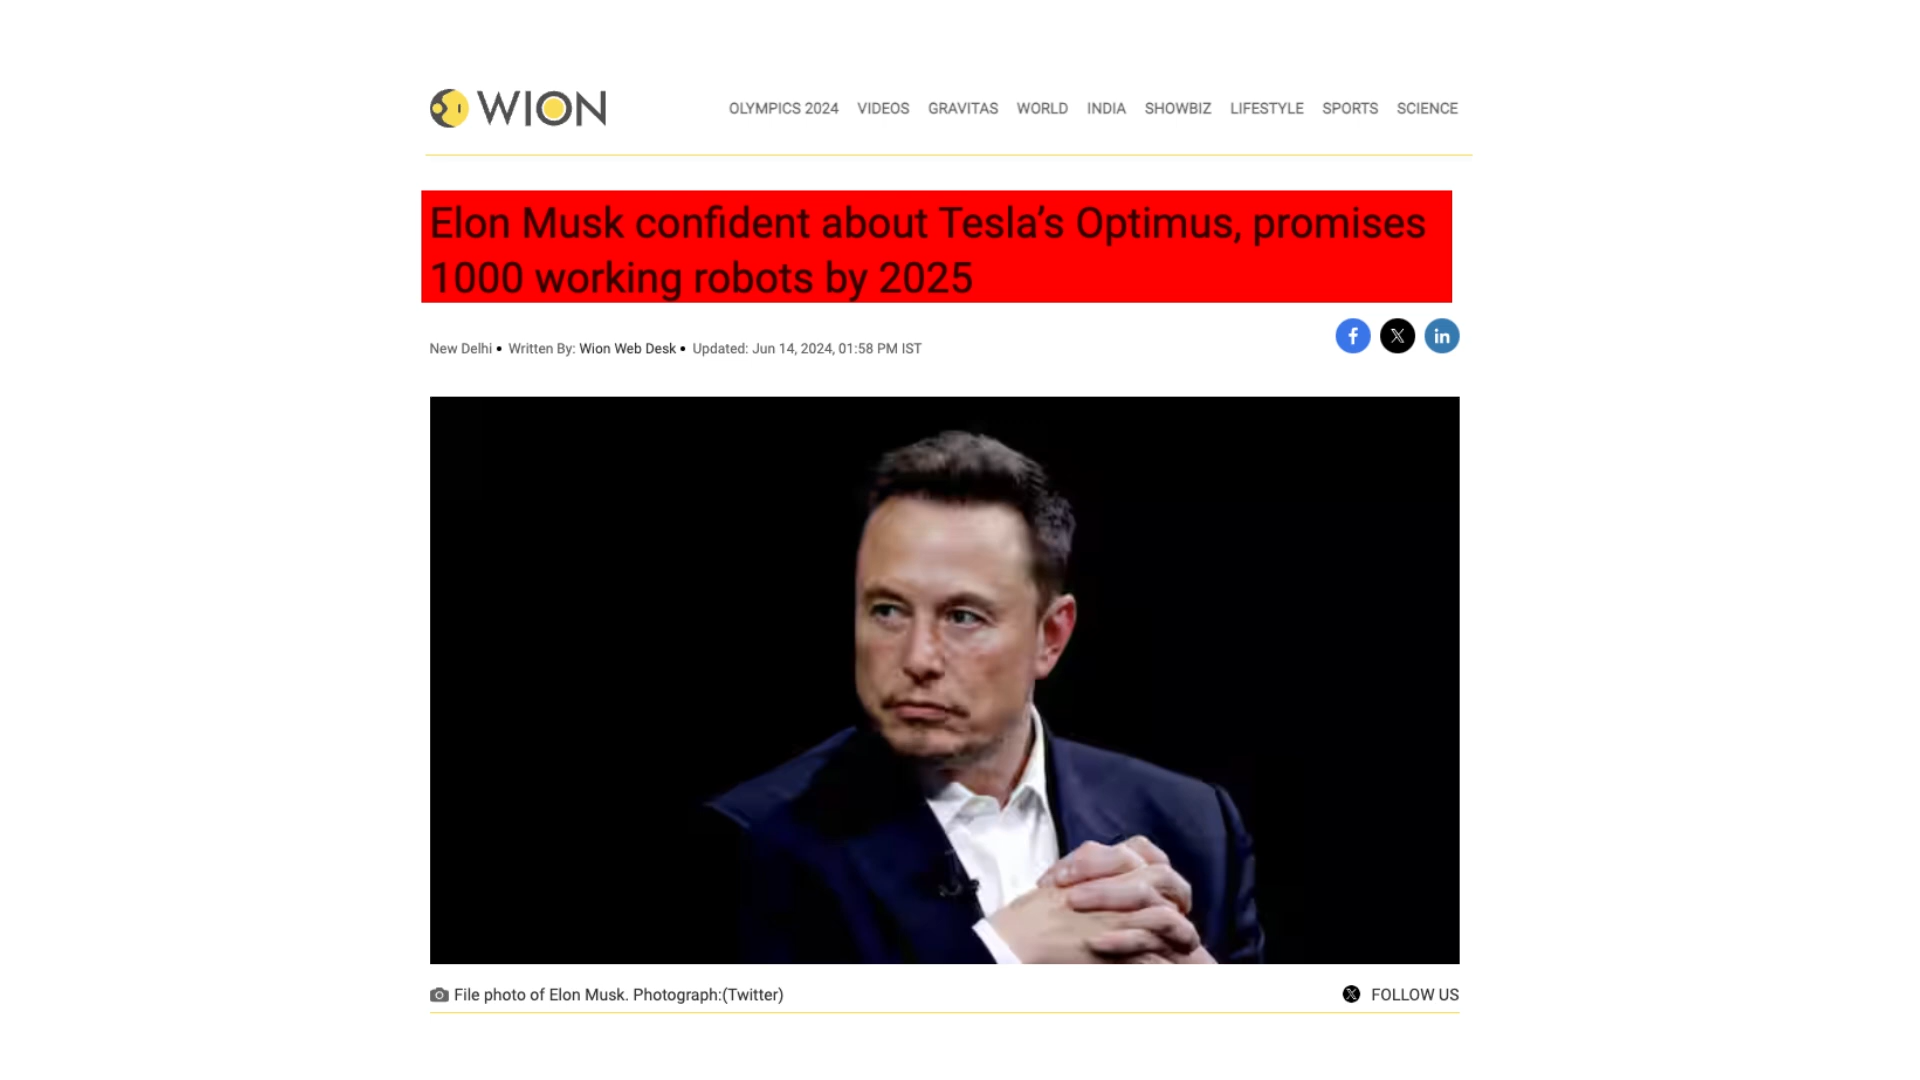 WION
OLYMPICS 2024 VIDEOS GRAVITAS WORLD INDIA SHOWBIZ LIFESTYLE SPORTS SCIENCE
Elon Musk confident about Tesla’s Optimus, promises
1000 working robots by 2025
New Delhi • Written By: Wion Web Desk • Updated: Jun 14, 2024, 01:58 PM IST
f X in
File photo of Elon Musk. Photograph:(Twitter)
X FOLLOW US